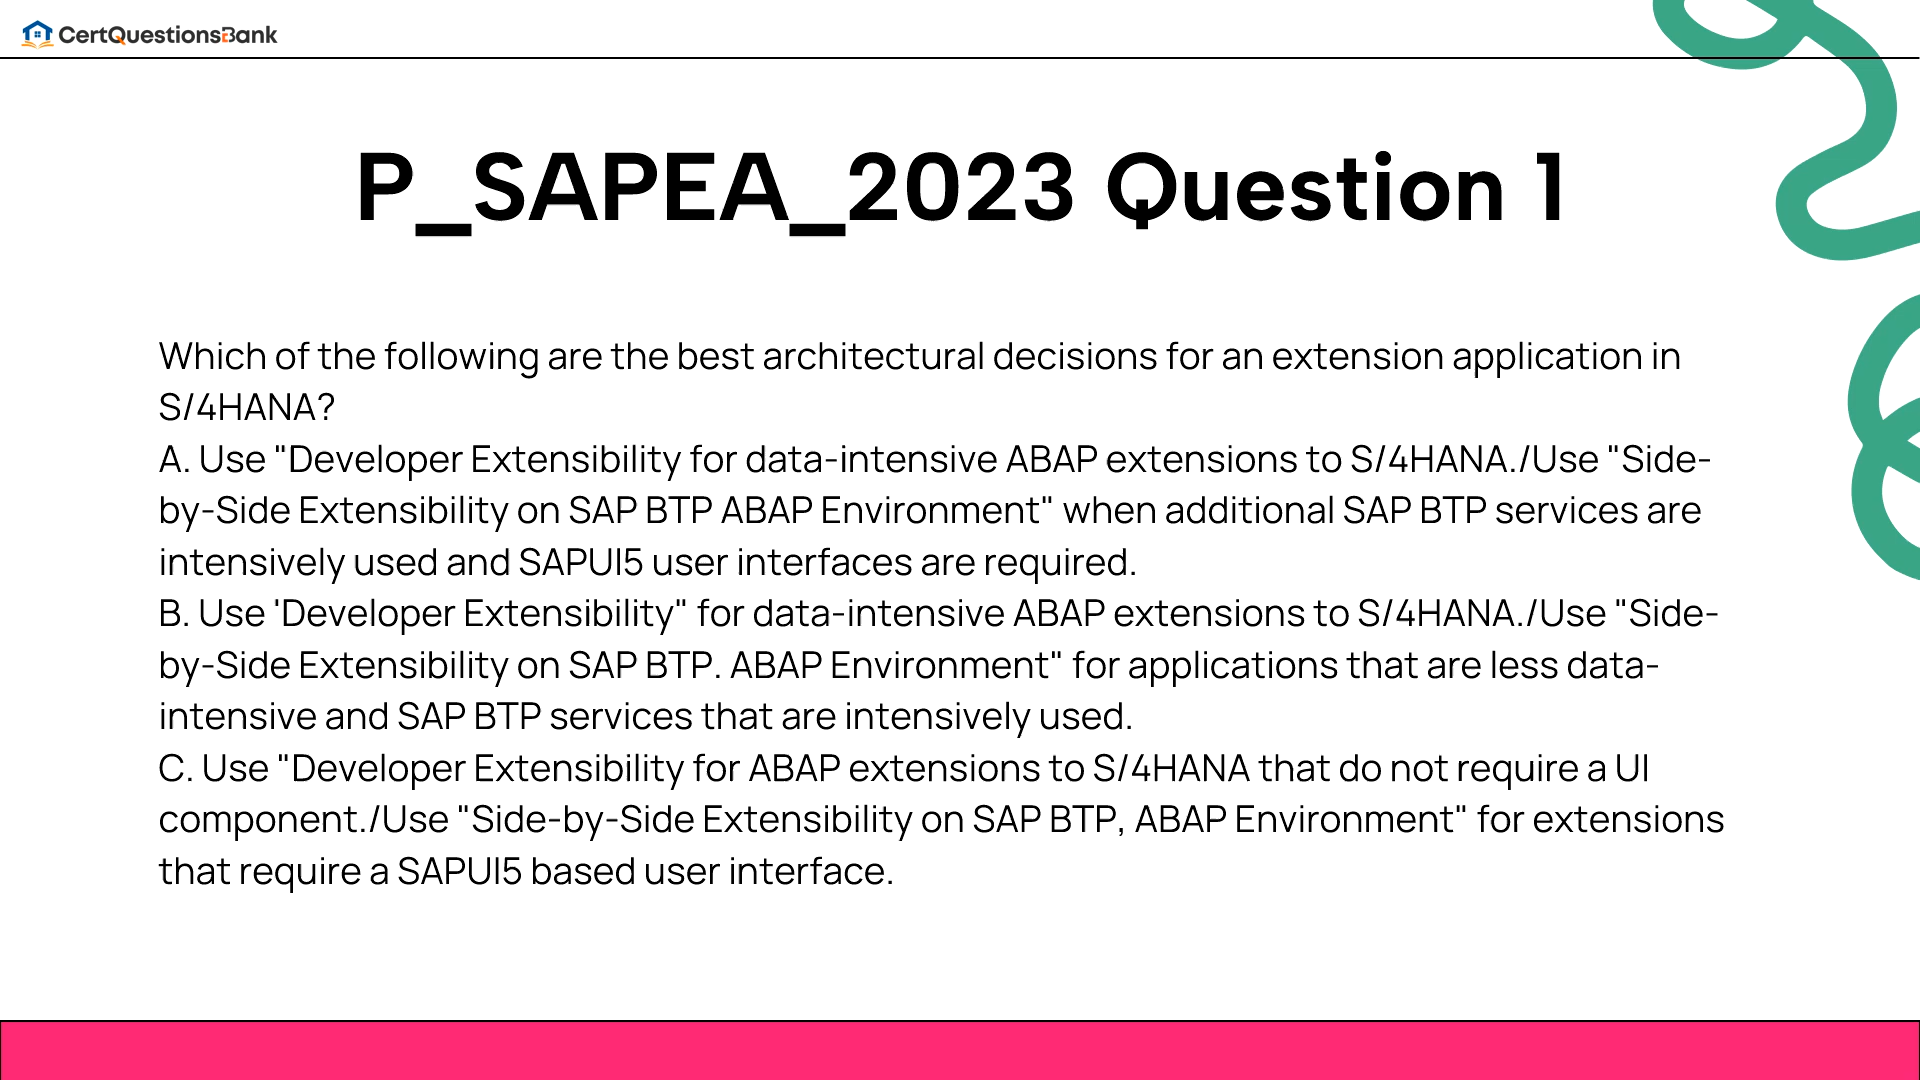 CertQuestionsBank
P_SAPEA_2023 Question 1
Which of the following are the best architectural decisions for an extension application in
S/4HANA?
A. Use "Developer Extensibility for data-intensive ABAP extensions to S/4HANA./Use "Side-
by-Side Extensibility on SAP BTP ABAP Environment" when additional SAP BTP services are
intensively used and SAPUI5 user interfaces are required.
B. Use 'Developer Extensibility" for data-intensive ABAP extensions to S/4HANA./Use "Side-
by-Side Extensibility on SAP BTP. ABAP Environment" for applications that are less data-
intensive and SAP BTP services that are intensively used.
C. Use "Developer Extensibility for ABAP extensions to S/4HANA that do not require a UI
component./Use "Side-by-Side Extensibility on SAP BTP, ABAP Environment" for extensions
that require a SAPUI5 based user interface.